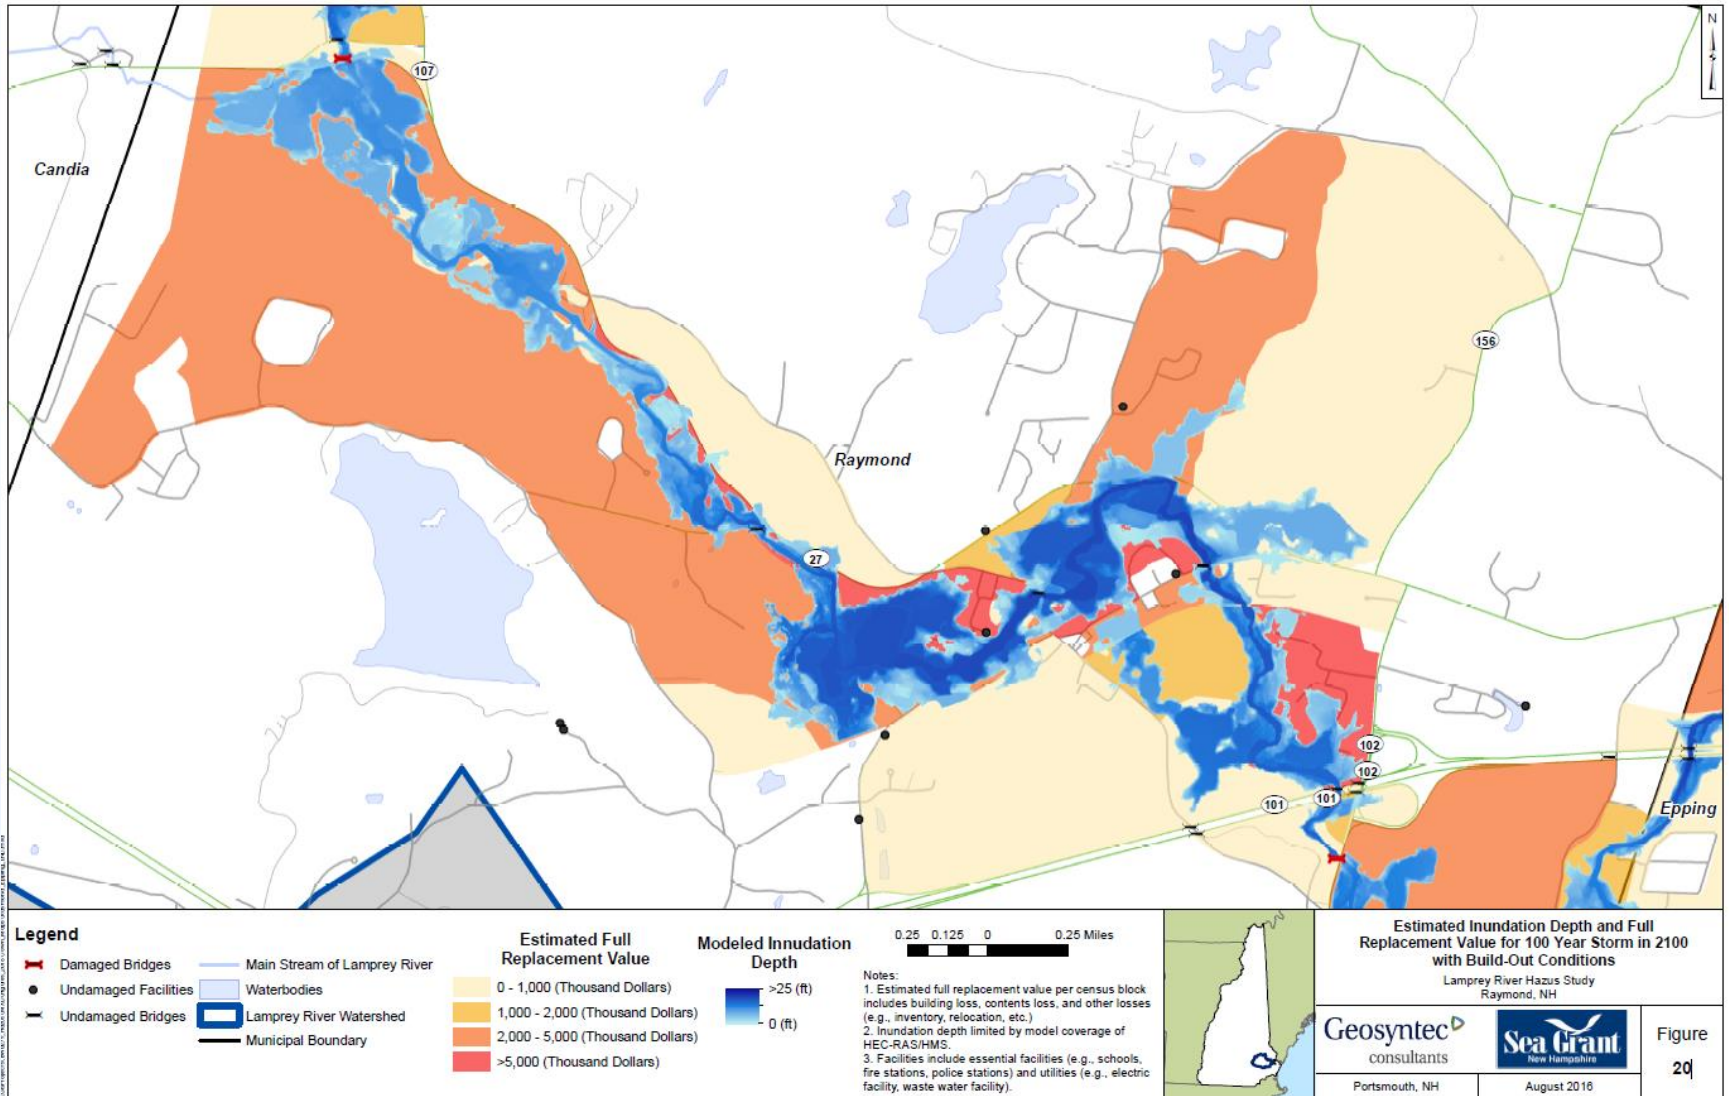 N
107
Candia
156
Raymond
27
102
102
101
101
Epping
Legend
Damaged Bridges
Undamaged Facilities
Undamaged Bridges
Main Stream of Lamprey River
Waterbodies
Lamprey River Watershed
Municipal Boundary
Estimated Full
Replacement Value
0 - 1,000 (Thousand Dollars)
1,000 - 2,000 (Thousand Dollars)
2,000 - 5,000 (Thousand Dollars)
>5,000 (Thousand Dollars)
Modeled Innudation
Depth
>25 (ft)
0 (ft)
0.25 0.125 0 0.25 Miles
Notes:
1. Estimated full replacement value per census block
includes building loss, contents loss, and other losses
(e.g., inventory, relocation, etc.)
2. Inundation depth limited by model coverage of
HEC-RAS/HMS.
3. Facilities include essential facilities (e.g., schools,
fire stations, police stations) and utilities (e.g., electric
facility, waste water facility).
Estimated Inundation Depth and Full
Replacement Value for 100 Year Storm in 2100
with Build-Out Conditions
Lamprey River Hazus Study
Raymond, NH
Geosyntec
consultants
Sea Grant
New Hampshire
Portsmouth, NH
August 2016
Figure
20